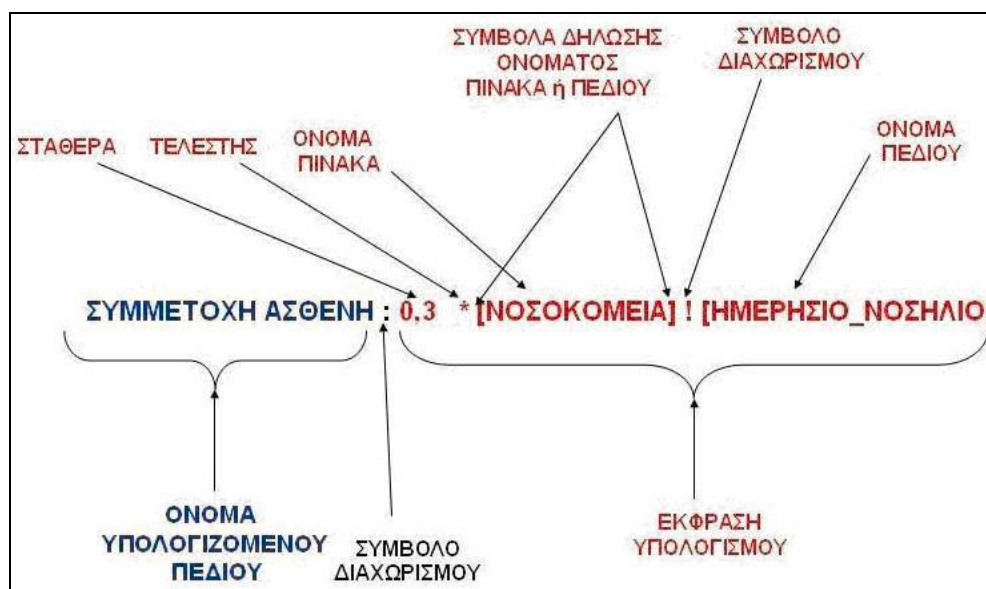 ΣΥΜΒΟΛΑ ΔΗΛΩΣΗΣ
ΟΝΟΜΑΤΟΣ
ΠΙΝΑΚΑ ή ΠΕΔΙΟΥ
ΣΥΜΒΟΛΟ
ΔΙΑΧΩΡΙΣΜΟΥ
ΣΤΑΘΕΡΑ
ΤΕΛΕΣΤΗΣ
ΟΝΟΜΑ
ΠΙΝΑΚΑ
ΟΝΟΜΑ
ΠΕΔΙΟΥ
ΣΥΜΜΕΤΟΧΗ ΑΣΘΕΝΗ : 0,3 *[ΝΟΣΟΚΟΜΕΙΑ] ! [ΗΜΕΡΗΣΙΟ_ΝΟΣΗΛΙΟ
ΟΝΟΜΑ
ΥΠΟΛΟΓΙΖΟΜΕΝΟΥ
ΠΕΔΙΟΥ
ΣΥΜΒΟΛΟ
ΔΙΑΧΩΡΙΣΜΟΥ
ΕΚΦΡΑΣΗ
ΥΠΟΛΟΓΙΣΜΟΥ